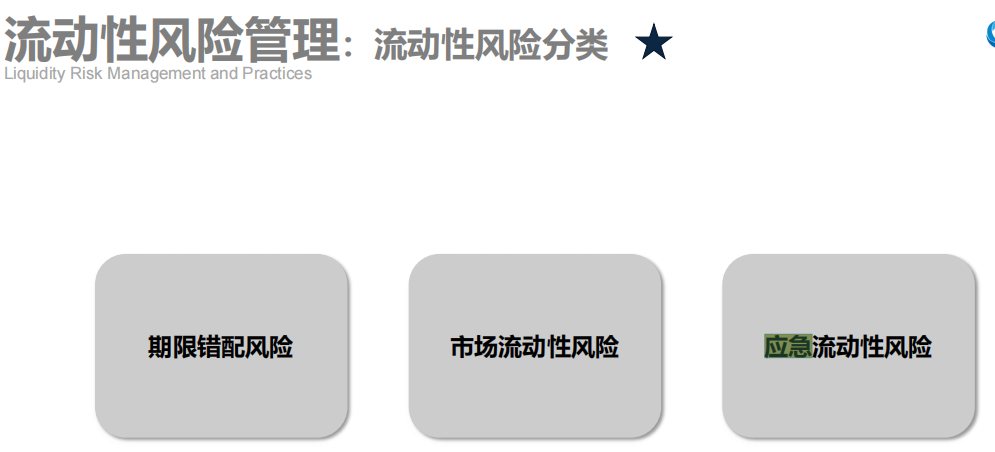 流动性风险管理：流动性风险分类
Liquidity Risk Management and Practices
期限错配风险
市场流动性风险
应急流动性风险